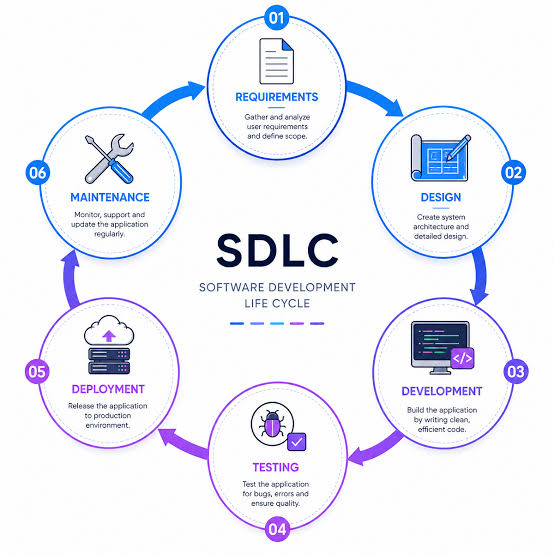 01
REQUIREMENTS
Gather and analyze
user requirements
and define scope.
02
DESIGN
Create system
architecture and
detailed design.
03
</>
DEVELOPMENT
Build the application
by writing clean,
efficient code.
04
TESTING
Test the application
for bugs, errors and
ensure quality.
05
DEPLOYMENT
Release the application
to production
environment.
06
MAINTENANCE
Monitor, support and
update the application
regularly.
SDLC
SOFTWARE DEVELOPMENT
LIFE CYCLE